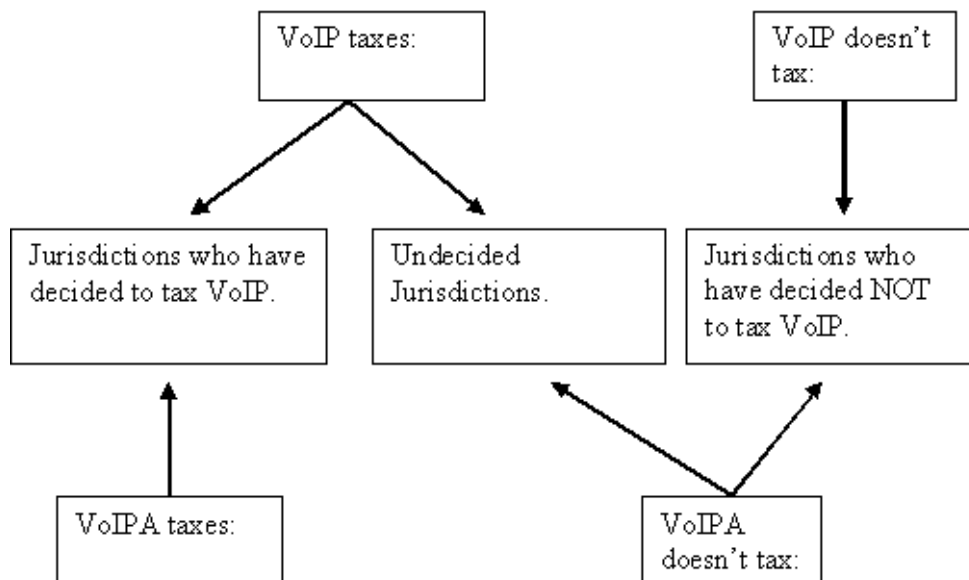 VoIP taxes:
VoIP doesn't
tax:
Jurisdictions who have
decided to tax VoIP.
Undecided
Jurisdictions.
Jurisdictions who
have decided NOT
to tax VoIP.
VoIPA taxes:
VoIPA
doesn't tax: